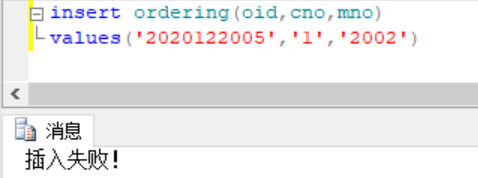 insert ordering(oid,cno,mno)
values('2020122005','1','2002')
消息
插入失败!